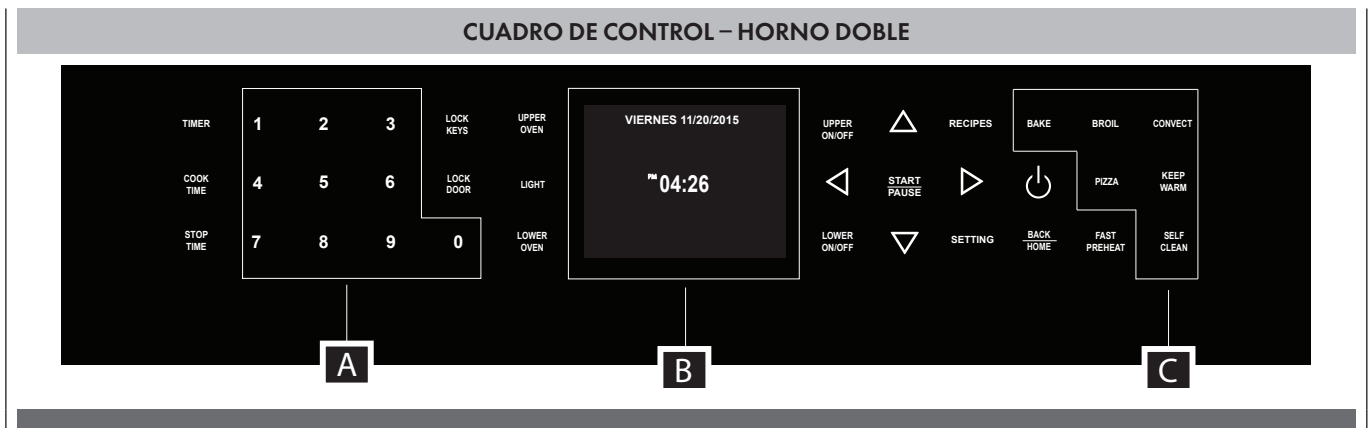 CUADRO DE CONTROL – HORNO DOBLE
TIMER
1 2 3
LOCK
KEYS
UPPER
OVEN
VIERNES 11/20/2015
UPPER
ON/OFF
RECIPES
BAKE
BROIL
CONVECT
COOK
TIME
4 5 6
LOCK
DOOR
LIGHT
PM 04:26
START
PAUSE
PIZZA
KEEP
WARM
STOP
TIME
7 8 9 0
LOWER
OVEN
LOWER
ON/OFF
SETTING
BACK
HOME
FAST
PREHEAT
SELF
CLEAN
A B C